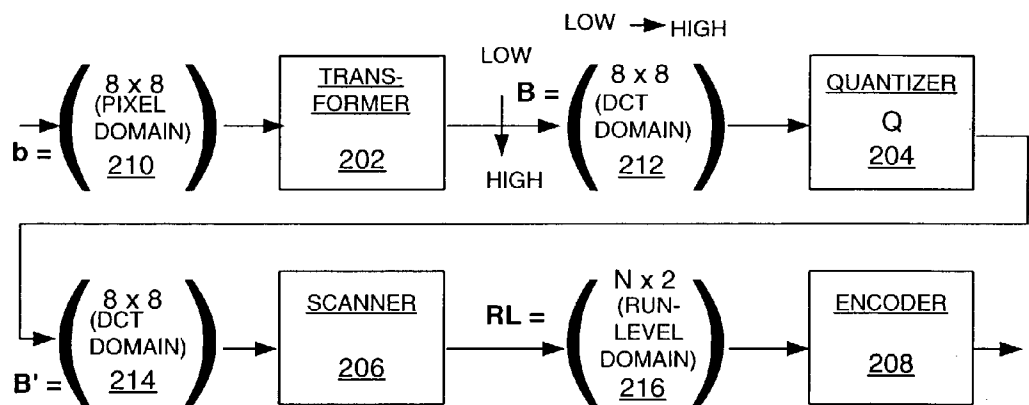 LOW HIGH
b =
8 x 8
(PIXEL
DOMAIN)
210
TRANS-
FORMER
202
LOW
HIGH
B =
8 x 8
(DCT
DOMAIN)
212
QUANTIZER
Q
204
B' =
8 x 8
(DCT
DOMAIN)
214
SCANNER
206
RL =
N x 2
(RUN-
LEVEL
DOMAIN)
216
ENCODER
208